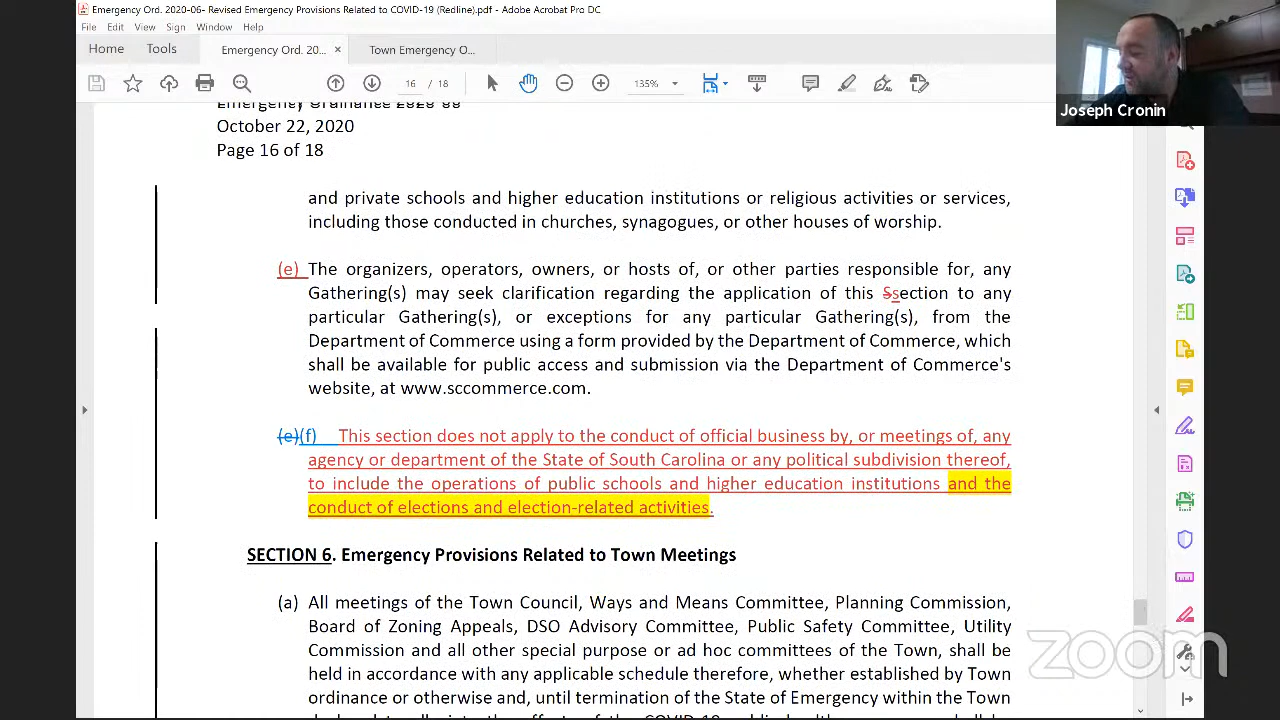 Emergency Ord. 2020-06- Revised Emergency Provisions Related to COVID-19 (Redline).pdf - Adobe Acrobat Pro DC
File Edit View Sign Window Help
Home Tools Emergency Ord. 20... × Town Emergency O...
16 / 18 135%
Joseph Cronin
October 22, 2020
Page 16 of 18
and private schools and higher education institutions or religious activities or services,
including those conducted in churches, synagogues, or other houses of worship.
(e) The organizers, operators, owners, or hosts of, or other parties responsible for, any
Gathering(s) may seek clarification regarding the application of this Ssection to any
particular Gathering(s), or exceptions for any particular Gathering(s), from the
Department of Commerce using a form provided by the Department of Commerce, which
shall be available for public access and submission via the Department of Commerce's
website, at www.sccommerce.com.
(e)(f) This section does not apply to the conduct of official business by, or meetings of, any
agency or department of the State of South Carolina or any political subdivision thereof,
to include the operations of public schools and higher education institutions and the
conduct of elections and election-related activities.
SECTION 6. Emergency Provisions Related to Town Meetings
(a) All meetings of the Town Council, Ways and Means Committee, Planning Commission,
Board of Zoning Appeals, DSO Advisory Committee, Public Safety Committee, Utility
Commission and all other special purpose or ad hoc committees of the Town, shall be
held in accordance with any applicable schedule therefore, whether established by Town
ordinance or otherwise and, until termination of the State of Emergency within the Town
zoom